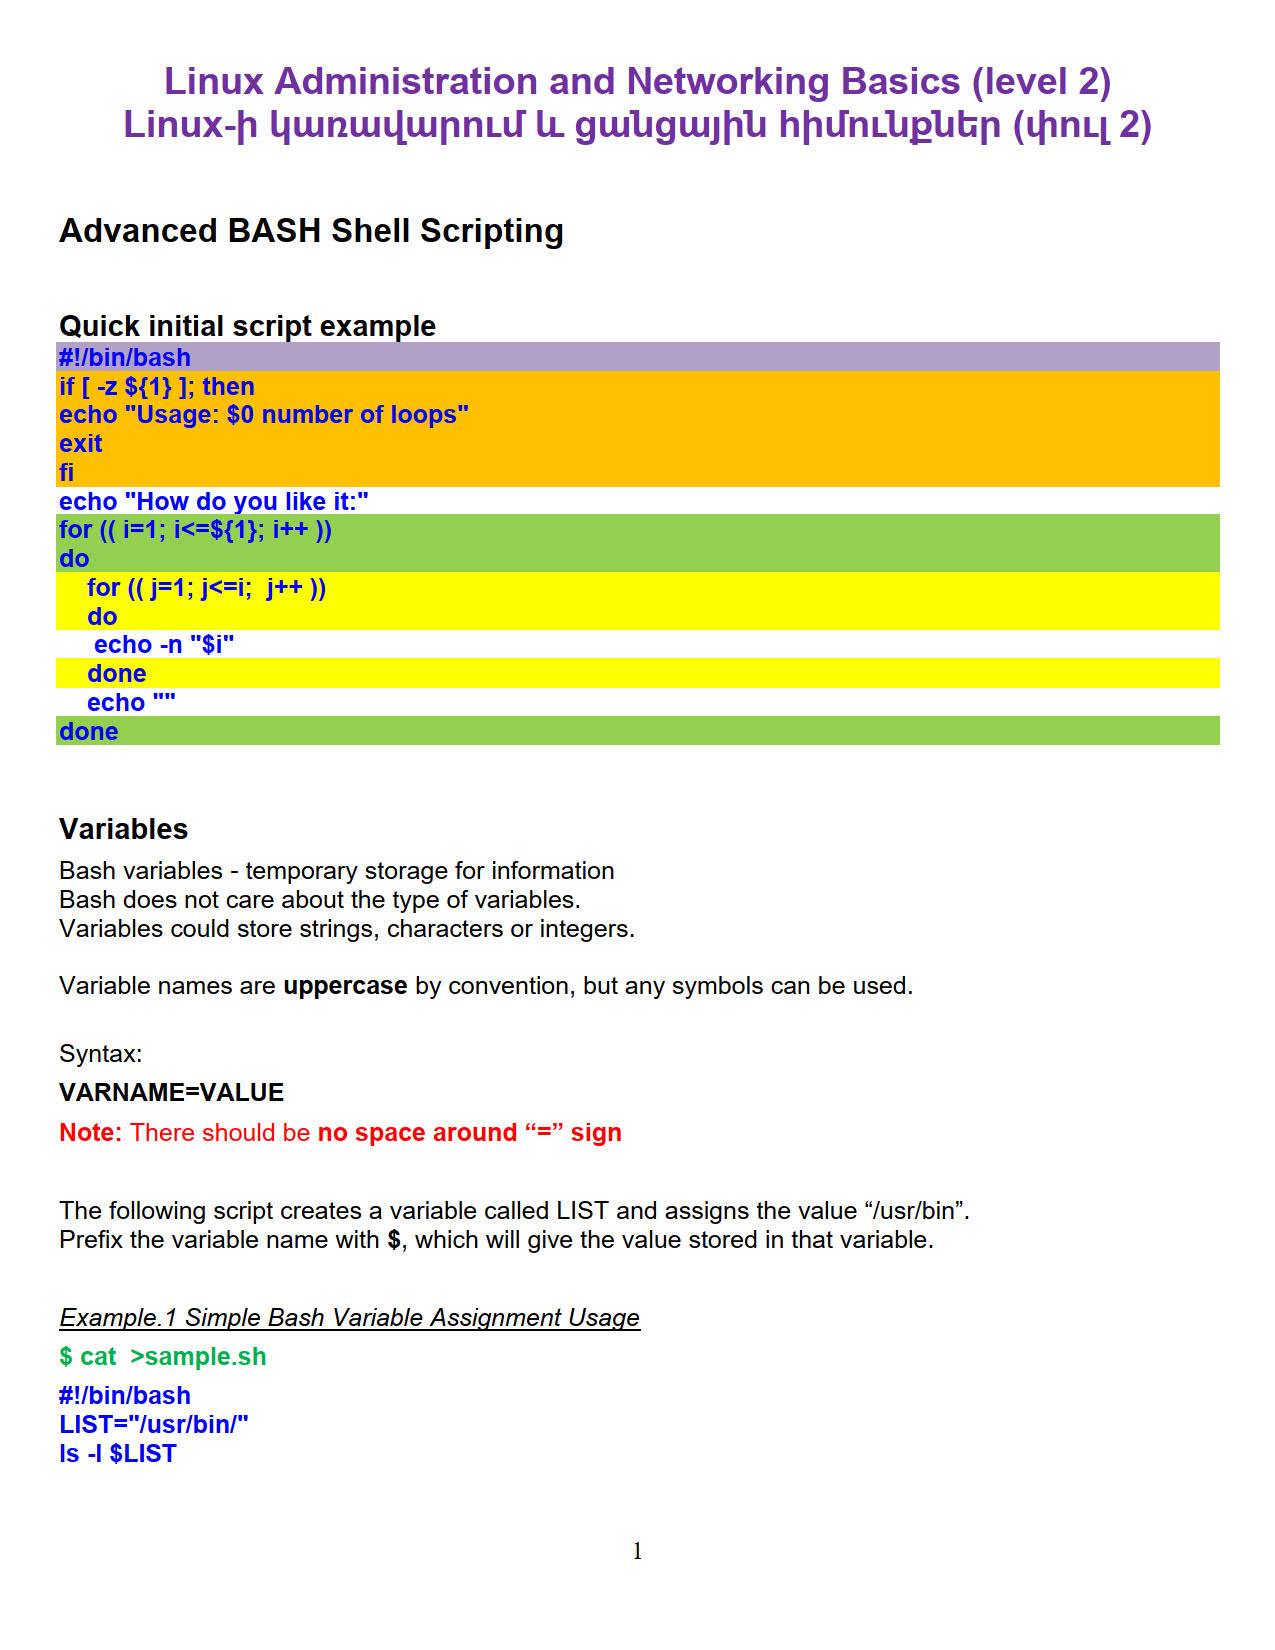 Linux Administration and Networking Basics (level 2)
Linux-ի կառավարում և ցանցային հիմունքներ (փուլ 2)
Advanced BASH Shell Scripting
Quick initial script example
#!/bin/bash
if [ -z ${1} ]; then
echo "Usage: $0 number of loops"
exit
fi
echo "How do you like it:"
for (( i=1; i<=${1}; i++ ))
do
for (( j=1; j<=i;  j++ ))
do
echo -n "$i"
done
echo ""
done
Variables
Bash variables - temporary storage for information
Bash does not care about the type of variables.
Variables could store strings, characters or integers.
Variable names are uppercase by convention, but any symbols can be used.
Syntax:
VARNAME=VALUE
Note: There should be no space around “=” sign
The following script creates a variable called LIST and assigns the value “/usr/bin”.
Prefix the variable name with $, which will give the value stored in that variable.
Example.1 Simple Bash Variable Assignment Usage
$ cat  >sample.sh
#!/bin/bash
LIST="/usr/bin/"
ls -l $LIST
1